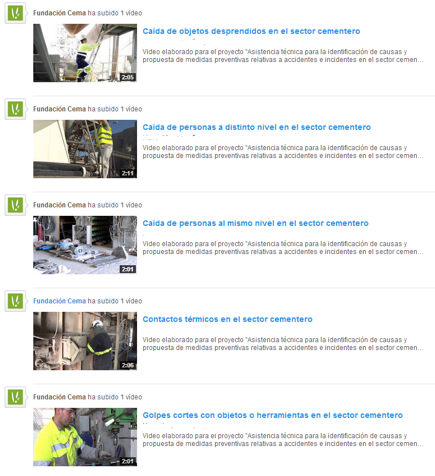 Fundación Cema ha subido 1 vídeo
Caída de objetos desprendidos en el sector cementero
Vídeo elaborado para el proyecto "Asistencia técnica para la identificación de causas y
propuesta de medidas preventivas relativas a accidentes e incidentes en el sector cemen...
2:05
Fundación Cema ha subido 1 vídeo
Caída de personas a distinto nivel en el sector cementero
Vídeo elaborado para el proyecto "Asistencia técnica para la identificación de causas y
propuesta de medidas preventivas relativas a accidentes e incidentes en el sector cemen...
2:11
Fundación Cema ha subido 1 vídeo
Caída de personas al mismo nivel en el sector cementero
Vídeo elaborado para el proyecto "Asistencia técnica para la identificación de causas y
propuesta de medidas preventivas relativas a accidentes e incidentes en el sector cemen...
2:01
Fundación Cema ha subido 1 vídeo
Contactos térmicos en el sector cementero
Vídeo elaborado para el proyecto "Asistencia técnica para la identificación de causas y
propuesta de medidas preventivas relativas a accidentes e incidentes en el sector cemen...
2:06
Fundación Cema ha subido 1 vídeo
Golpes cortes con objetos o herramientas en el sector cementero
Vídeo elaborado para el proyecto "Asistencia técnica para la identificación de causas y
propuesta de medidas preventivas relativas a accidentes e incidentes en el sector cemen...
2:01